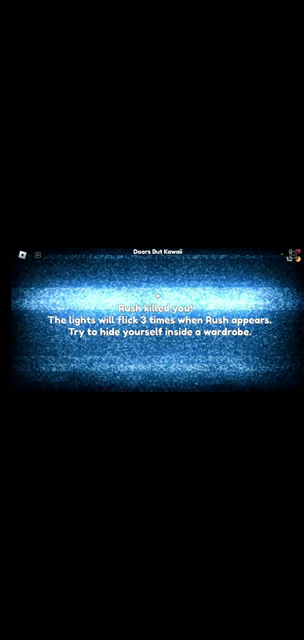 Doors But Kawaii
Rush killed you!
The lights will flick 3 times when Rush appears.
Try to hide yourself inside a wardrobe.